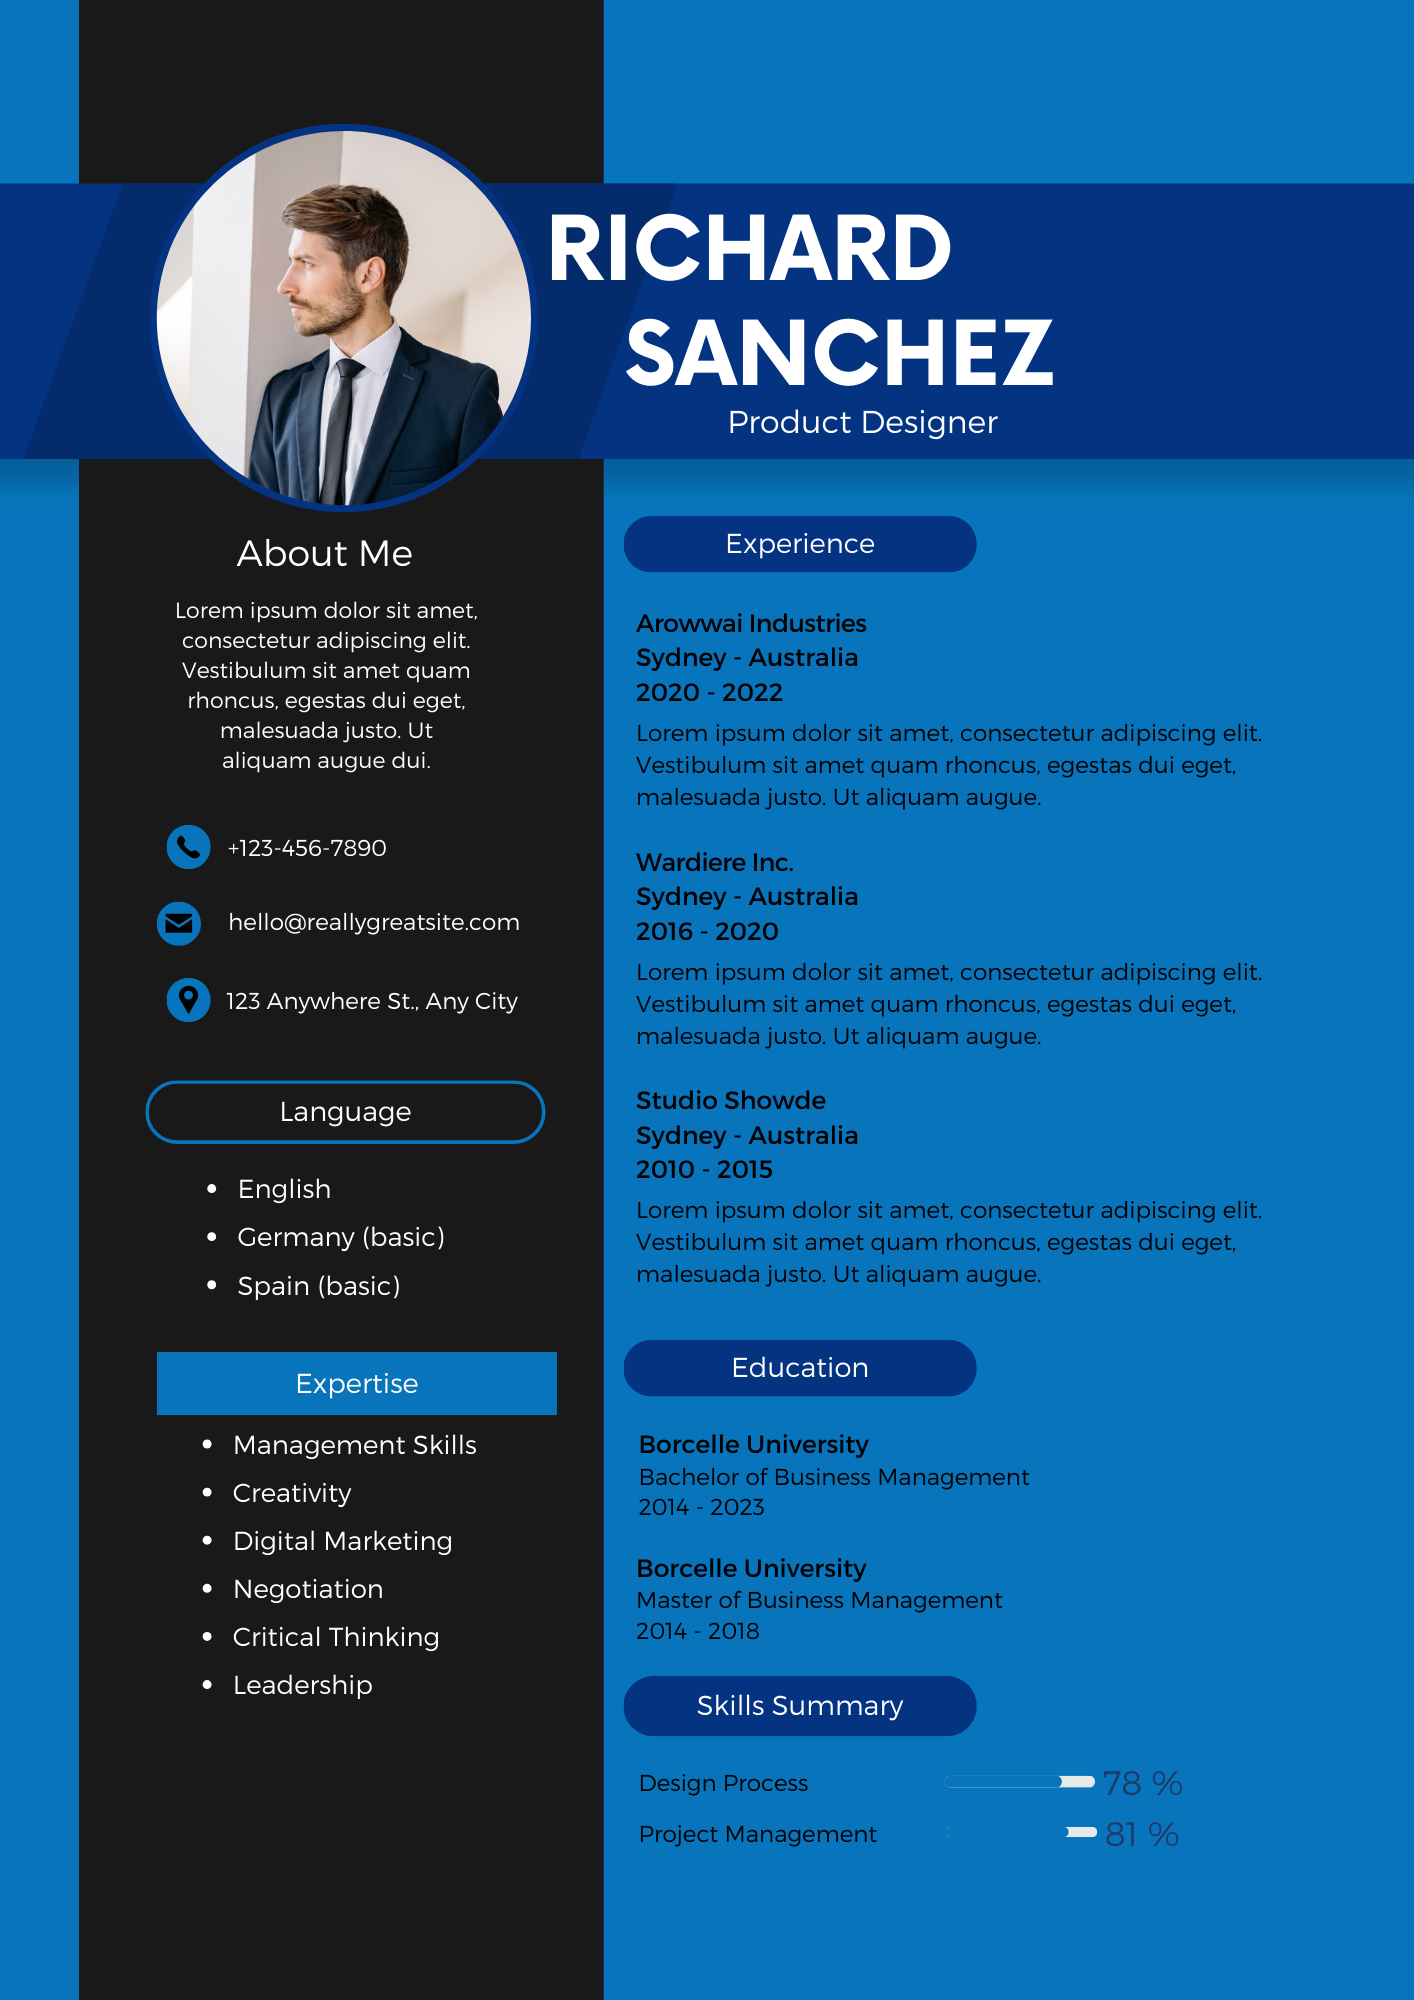 RICHARD
SANCHEZ
Product Designer
About Me
Lorem ipsum dolor sit amet,
consectetur adipiscing elit.
Vestibulum sit amet quam
rhoncus, egestas dui eget,
malesuada justo. Ut
aliquam augue dui.
+123-456-7890
hello@reallygreatsite.com
123 Anywhere St., Any City
Language
• English
• Germany (basic)
• Spain (basic)
Expertise
• Management Skills
• Creativity
• Digital Marketing
• Negotiation
• Critical Thinking
• Leadership
Experience
Arowwai Industries
Sydney - Australia
2020 - 2022
Lorem ipsum dolor sit amet, consectetur adipiscing elit.
Vestibulum sit amet quam rhoncus, egestas dui eget,
malesuada justo. Ut aliquam augue.
Wardiere Inc.
Sydney - Australia
2016 - 2020
Lorem ipsum dolor sit amet, consectetur adipiscing elit.
Vestibulum sit amet quam rhoncus, egestas dui eget,
malesuada justo. Ut aliquam augue.
Studio Showde
Sydney - Australia
2010 - 2015
Lorem ipsum dolor sit amet, consectetur adipiscing elit.
Vestibulum sit amet quam rhoncus, egestas dui eget,
malesuada justo. Ut aliquam augue.
Education
Borcelle University
Bachelor of Business Management
2014 - 2023
Borcelle University
Master of Business Management
2014 - 2018
Skills Summary
Design Process 78 %
Project Management 81 %